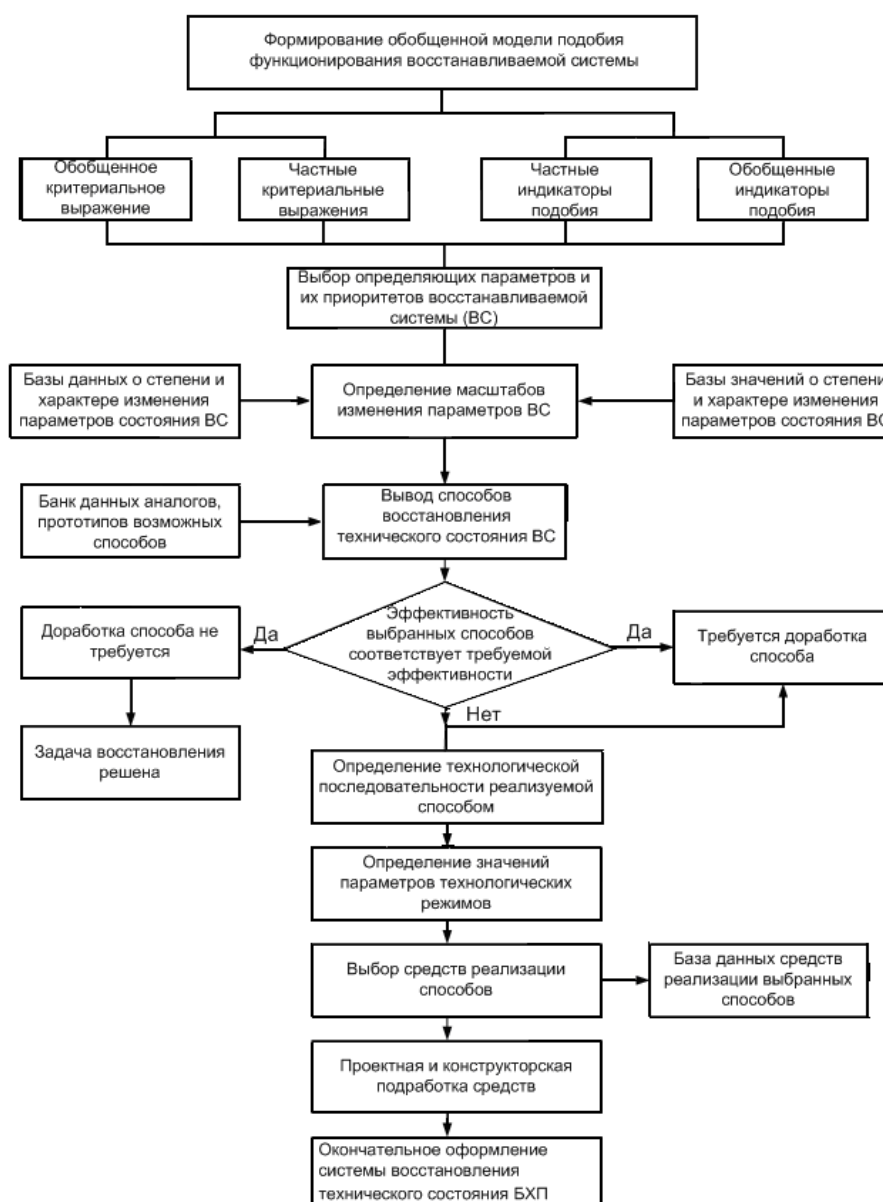 Формирование обобщенной модели подобия
функционирования восстанавливаемой системы
Обобщенное
критериальное
выражение
Частные
критериальные
выражения
Частные
индикаторы
подобия
Обобщенные
индикаторы
подобия
Выбор определяющих параметров и
их приоритетов восстанавливаемой
системы (ВС)
Базы данных о степени и
характере изменения
параметров состояния ВС
Определение масштабов
изменения параметров ВС
Базы значений о степени
и характере изменения
параметров состояния ВС
Банк данных аналогов,
прототипов возможных
способов
Вывод способов
восстановления
технического состояния ВС
Эффективность
выбранных способов
соответствует требуемой
эффективности
Да
Да
Нет
Доработка способа не
требуется
Требуется доработка
способа
Задача восстановления
решена
Определение технологической
последовательности реализуемой
способом
Определение значений
параметров технологических
режимов
Выбор средств реализации
способов
База данных средств
реализации выбранных
способов
Проектная и конструкторская
подработка средств
Окончательное оформление
системы восстановления
технического состояния БХП